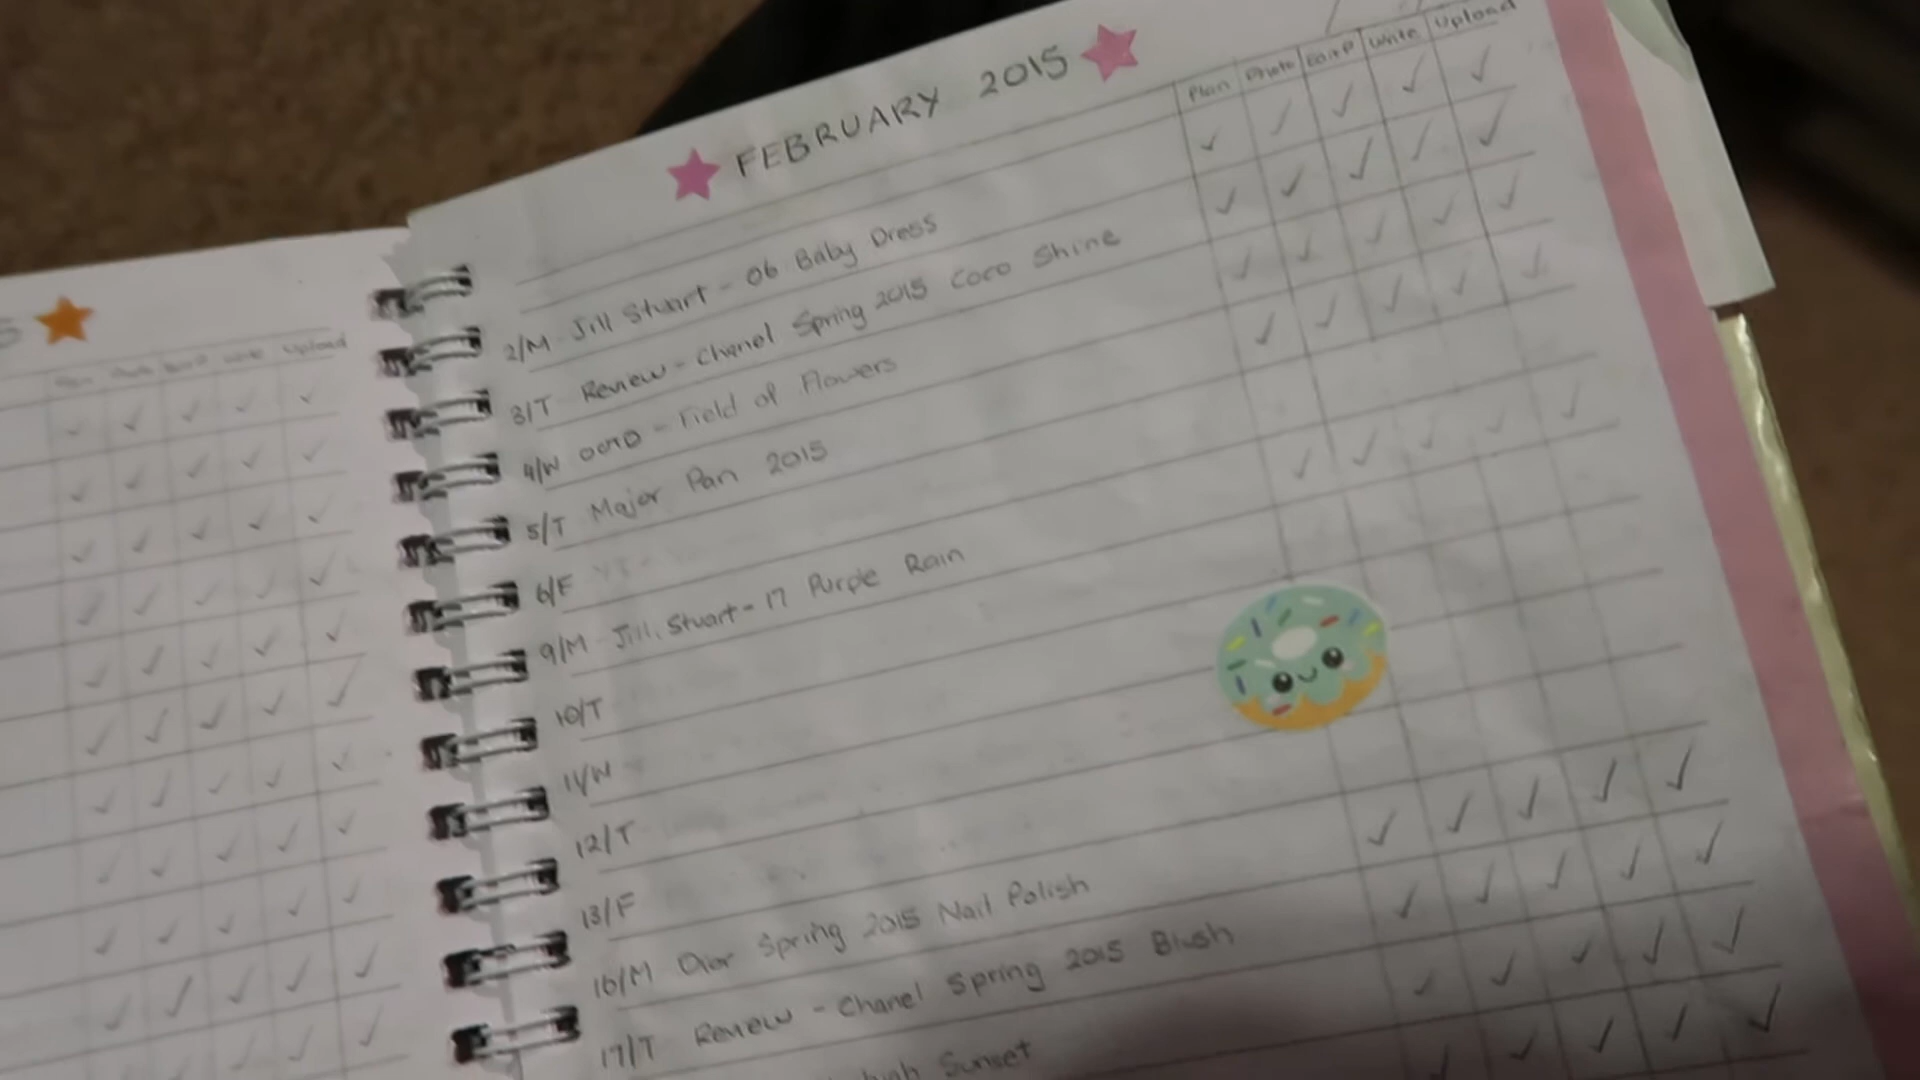 FEBRUARY 2015
Plan Photo Edit P Write Upload
2/M Jill Stuart - 06 Baby Dress
3/T Review - Chanel Spring 2015 Coco Shine
4/W OOTD - Field of Flowers
5/T Major Pan 2015
6/F
9/M Jill Stuart - 17 Purple Rain
10/T
11/W
12/T
13/F
16/M Dior Spring 2015 Nail Polish
17/T Review - Chanel Spring 2015 Blush
Sunset
5
Upload